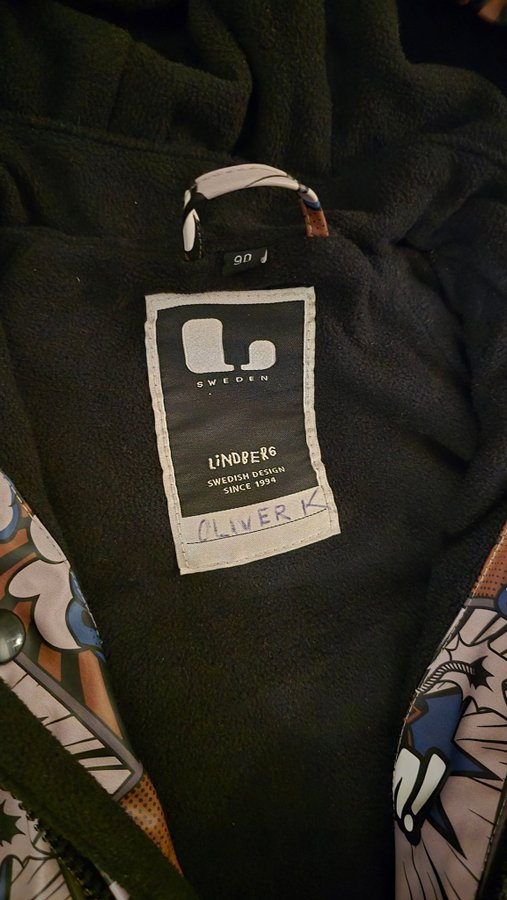 90
SWEDEN
LiNDBERG
SWEDISH DESIGN
SINCE 1994
OLIVER K
!!